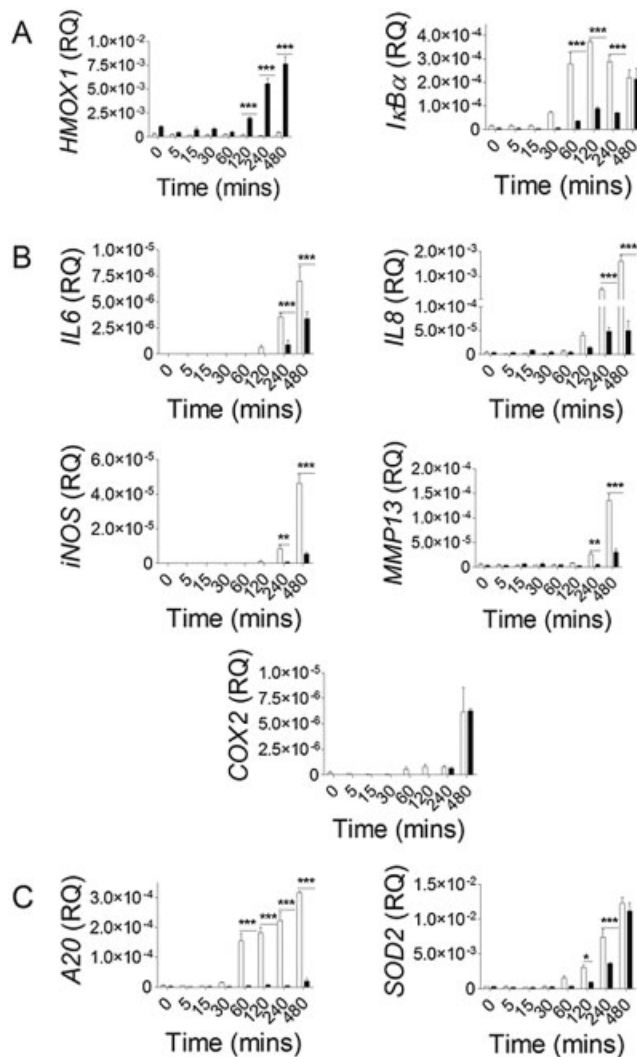 A
HMOX1 (RQ)
1.0×10⁻²
7.5×10⁻³
5.0×10⁻³
2.5×10⁻³
0
***
***
***
0 5 15 30 60 120 240 480
Time (mins)
IκBα (RQ)
4.0×10⁻⁴
3.0×10⁻⁴
2.0×10⁻⁴
1.0×10⁻⁴
0
***
***
***
0 5 15 30 60 120 240 480
Time (mins)
B
IL6 (RQ)
1.0×10⁻⁵
7.5×10⁻⁶
5.0×10⁻⁶
2.5×10⁻⁶
0
***
***
0 5 15 30 60 120 240 480
Time (mins)
IL8 (RQ)
2.0×10⁻³
1.0×10⁻³
1.0×10⁻⁴
5.0×10⁻⁵
0
***
***
0 5 15 30 60 120 240 480
Time (mins)
iNOS (RQ)
6.0×10⁻⁵
5.0×10⁻⁵
0
**
***
0 5 15 30 60 120 240 480
Time (mins)
MMP13 (RQ)
2.0×10⁻⁴
1.5×10⁻⁴
1.0×10⁻⁴
5.0×10⁻⁵
0
**
***
0 5 15 30 60 120 240 480
Time (mins)
COX2 (RQ)
1.0×10⁻⁵
7.5×10⁻⁶
5.0×10⁻⁶
2.5×10⁻⁶
0
0 5 15 30 60 120 240 480
Time (mins)
C
A20 (RQ)
3.0×10⁻⁴
2.0×10⁻⁴
1.0×10⁻⁴
0
***
***
***
***
0 5 15 30 60 120 240 480
Time (mins)
SOD2 (RQ)
1.5×10⁻²
1.0×10⁻²
5.0×10⁻³
0
*
***
0 5 15 30 60 120 240 480
Time (mins)